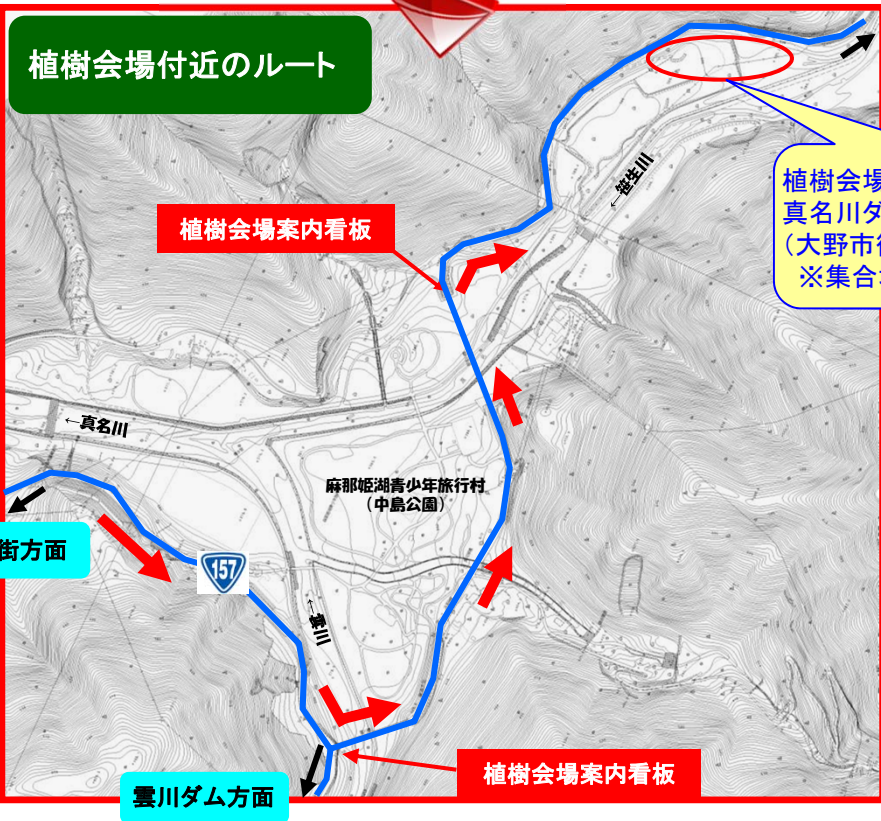 植樹会場付近のルート
←笹生川
植樹会場
真名川ダ
(大野市
※集合
植樹会場案内看板
←真名川
麻那姫湖青少年旅行村
(中島公園)
街方面
157
←雲川
植樹会場案内看板
雲川ダム方面